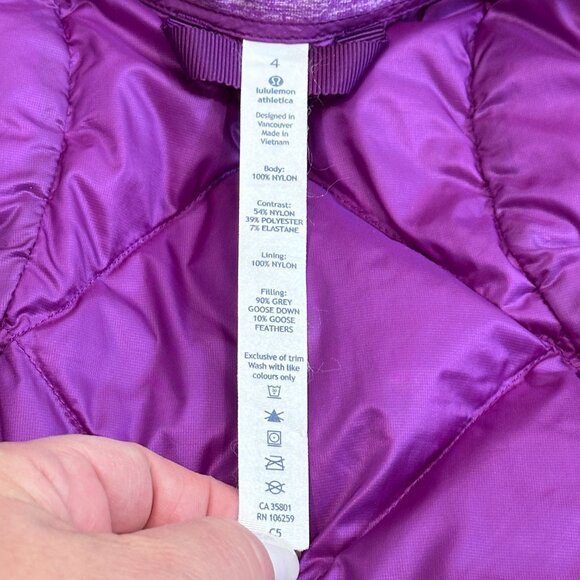 4
lululemon
athletica
Designed in
Vancouver
Made in
Vietnam
Body:
100% NYLON
Contrast:
54% NYLON
39% POLYESTER
7% ELASTANE
Lining:
100% NYLON
Filling:
90% GREY
GOOSE DOWN
10% GOOSE
FEATHERS
Exclusive of trim
Wash with like
colours only
CA 35801
RN 106259
C5